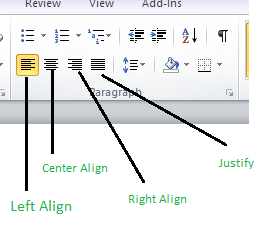 Review View Add-Ins
Paragraph
Center Align
Justify
Right Align
Left Align